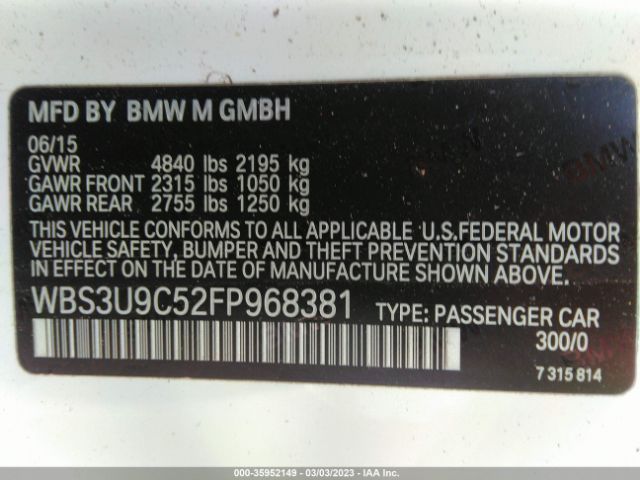 MFD BY BMW M GMBH
06/15
GVWR 4840 lbs 2195 kg
GAWR FRONT 2315 lbs 1050 kg
GAWR REAR 2755 lbs 1250 kg
THIS VEHICLE CONFORMS TO ALL APPLICABLE U.S.FEDERAL MOTOR
VEHICLE SAFETY, BUMPER AND THEFT PREVENTION STANDARDS
IN EFFECT ON THE DATE OF MANUFACTURE SHOWN ABOVE.
WBS3U9C52FP968381 TYPE: PASSENGER CAR
300/0
7 315 814
000-35952149 - 03/03/2023 - IAA Inc.